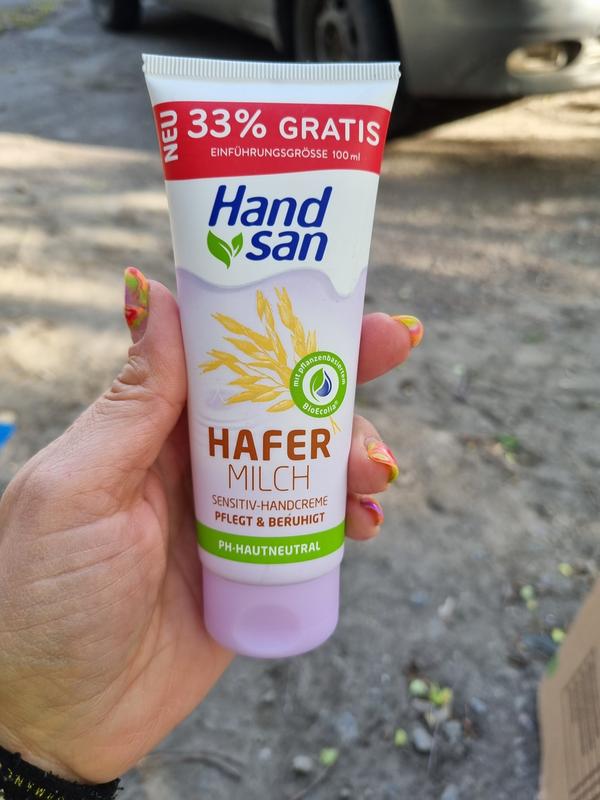 NEU
33% GRATIS
EINFÜHRUNGSGRÖSSE 100 ml
Hand
san
mit pflanzenbasiertem
BioEcolia®
HAFER
MILCH
SENSITIV-HANDCREME
PFLEGT & BERUHIGT
PH-HAUTNEUTRAL